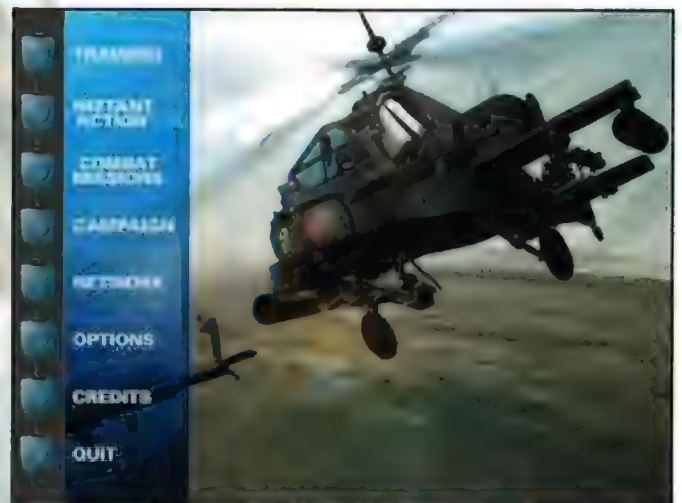 TRAINING
INSTANT
ACTION
COMBAT
MISSIONS
CAMPAIGN
NETWORK
OPTIONS
CREDITS
QUIT